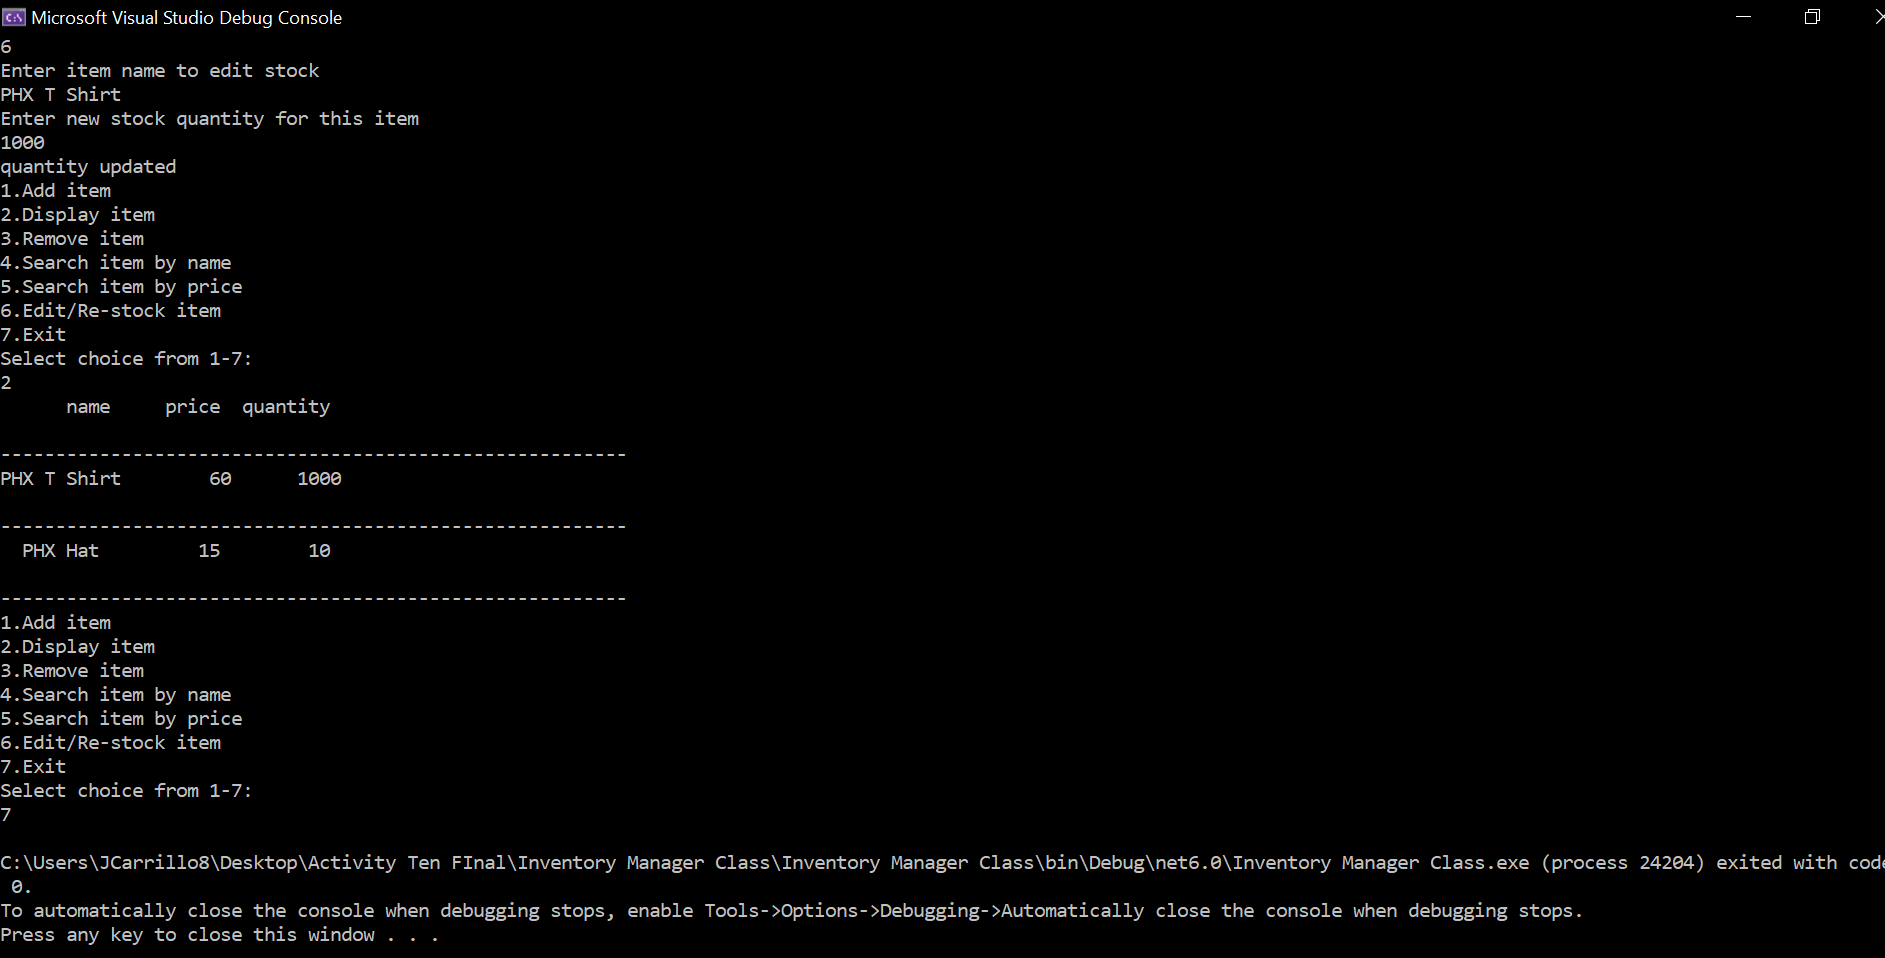 Microsoft Visual Studio Debug Console
6
Enter item name to edit stock
PHX T Shirt
Enter new stock quantity for this item
1000
quantity updated
1.Add item
2.Display item
3.Remove item
4.Search item by name
5.Search item by price
6.Edit/Re-stock item
7.Exit
Select choice from 1-7:
2
      name     price  quantity
---------------------------------------------------------
PHX T Shirt        60      1000
---------------------------------------------------------
  PHX Hat         15        10
---------------------------------------------------------
1.Add item
2.Display item
3.Remove item
4.Search item by name
5.Search item by price
6.Edit/Re-stock item
7.Exit
Select choice from 1-7:
7
C:\Users\JCarrillo8\Desktop\Activity Ten FInal\Inventory Manager Class\Inventory Manager Class\bin\Debug\net6.0\Inventory Manager Class.exe (process 24204) exited with code
 0.
To automatically close the console when debugging stops, enable Tools->Options->Debugging->Automatically close the console when debugging stops.
Press any key to close this window . . .